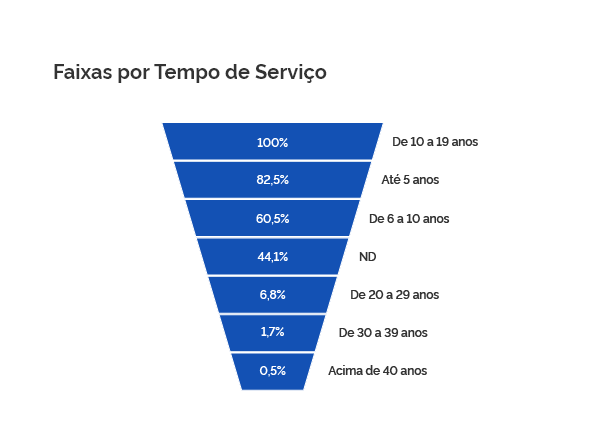 Faixas por Tempo de Serviço
100% De 10 a 19 anos
82,5% Até 5 anos
60,5% De 6 a 10 anos
44,1% ND
6,8% De 20 a 29 anos
1,7% De 30 a 39 anos
0,5% Acima de 40 anos